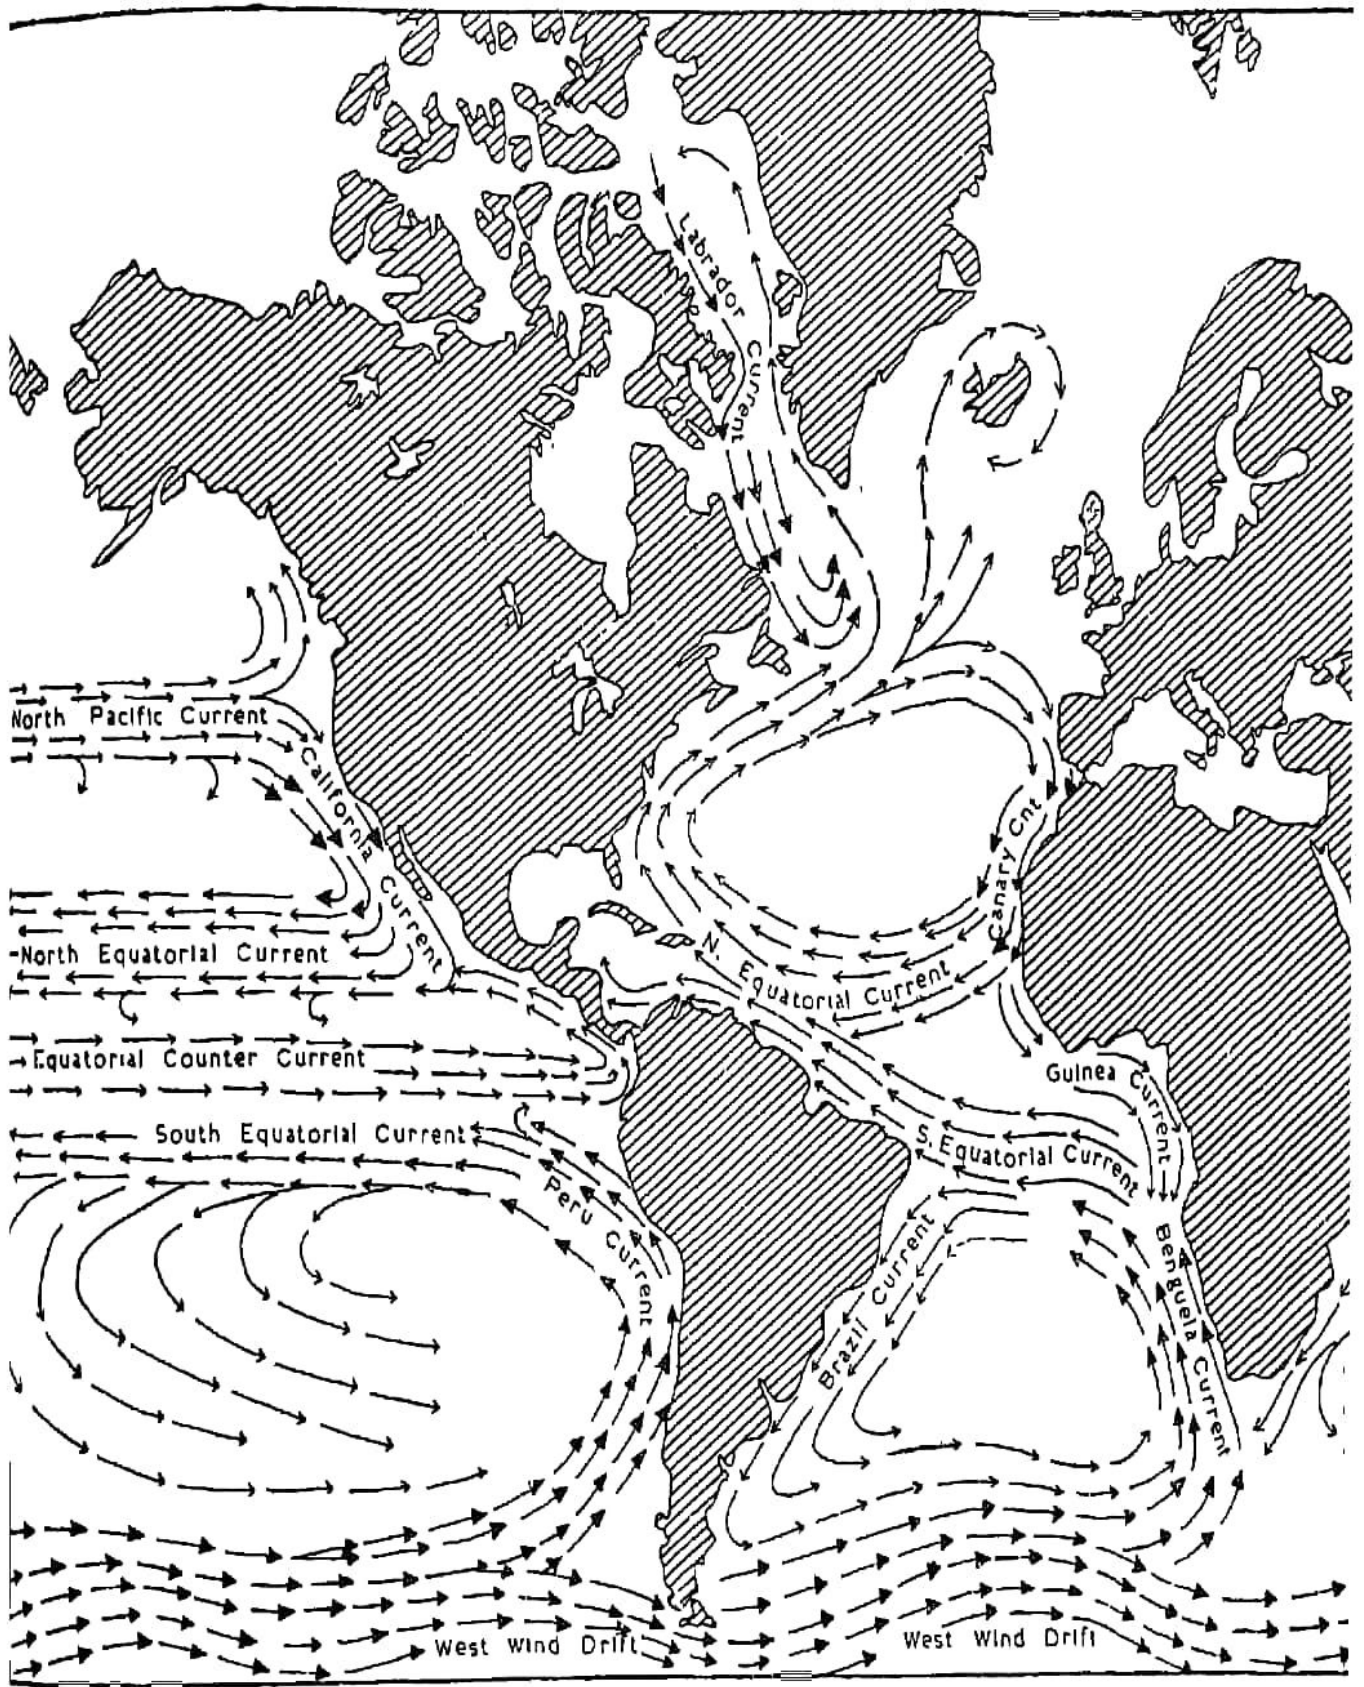 Labrador Current
North Pacific Current
California Current
Canary Cnt
North Equatorial Current
N. Equatorial Current
Equatorial Counter Current
Guinea Current
South Equatorial Current
S. Equatorial Current
Peru Current
Brazil Current
Benguela Current
West Wind Drift
West Wind Drift